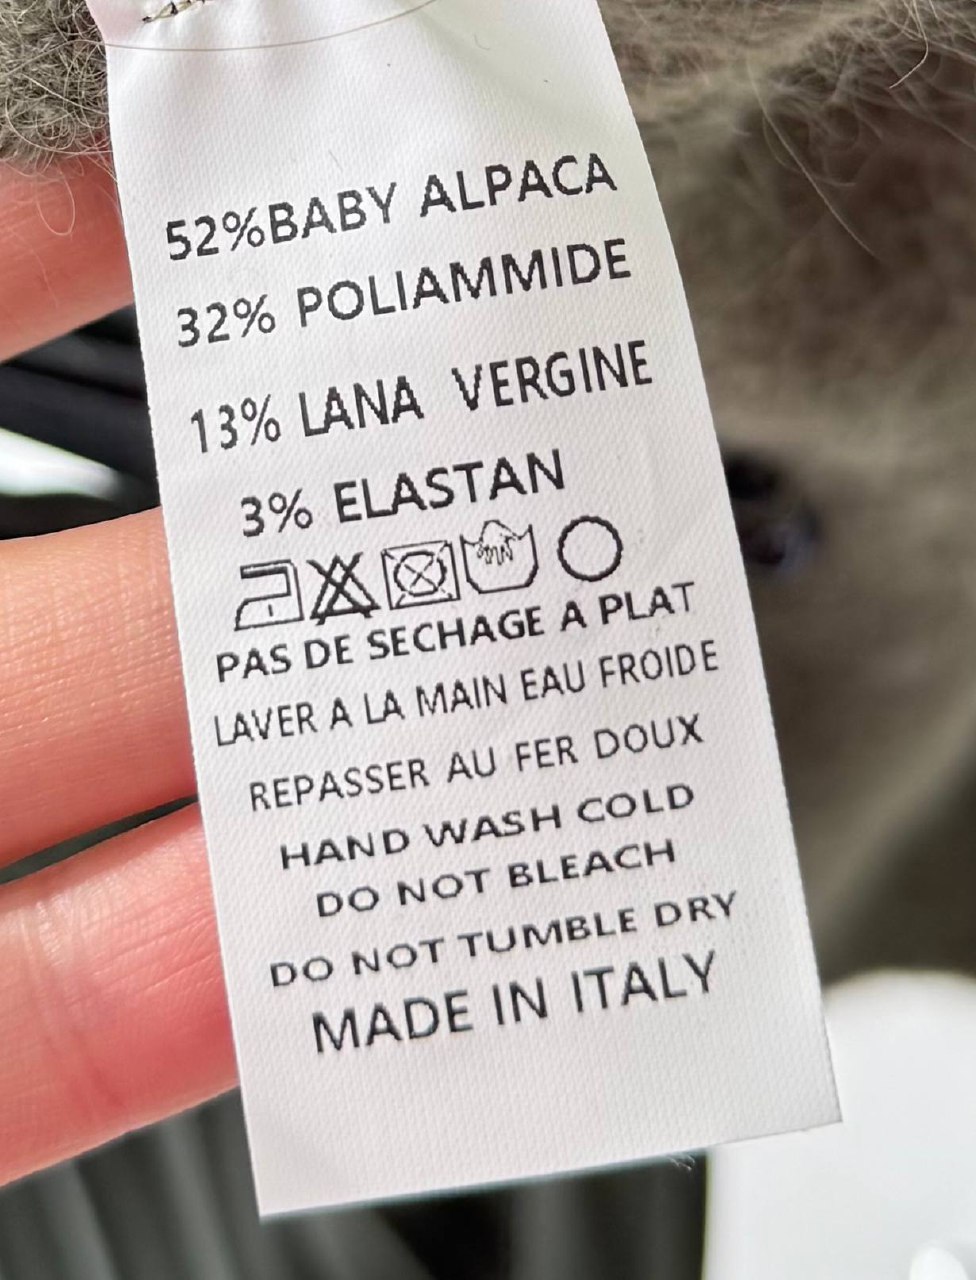 52%BABY ALPACA
32% POLIAMMIDE
13% LANA VERGINE
3% ELASTAN
PAS DE SECHAGE A PLAT
LAVER A LA MAIN EAU FROIDE
REPASSER AU FER DOUX
HAND WASH COLD
DO NOT BLEACH
DO NOT TUMBLE DRY
MADE IN ITALY